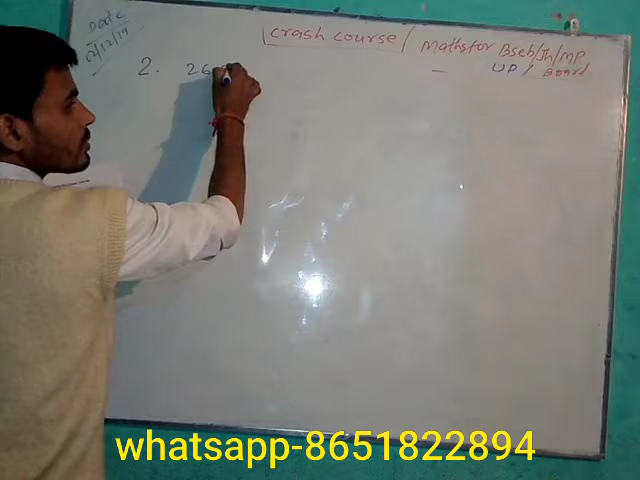 Date
crash course / Maths for Bseb/Jh/MP
UP / Board
2. 26
whatsapp-8651822894